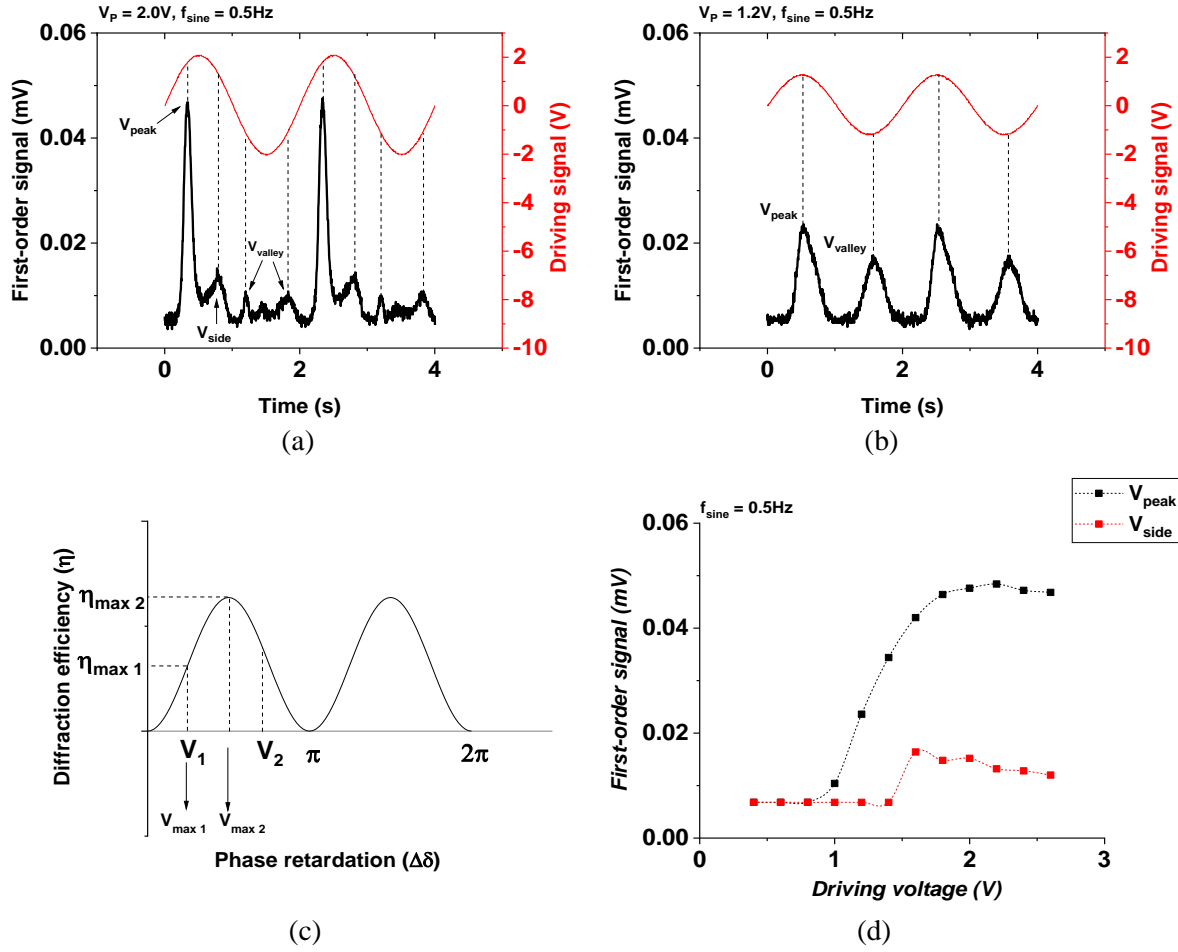 V_P = 2.0V, f_sine = 0.5Hz
0.06
0.04
0.02
0.00
First-order signal (mV)
2
0
-2
-4
-6
-8
-10
Driving signal (V)
V_peak
V_side
V_valley
0 2 4
Time (s)
(a)
V_P = 1.2V, f_sine = 0.5Hz
0.06
0.04
0.02
0.00
First-order signal (mV)
2
0
-2
-4
-6
-8
-10
Driving signal (V)
V_peak
V_valley
0 2 4
Time (s)
(b)
Diffraction efficiency (η)
η_max 2
η_max 1
V_1 V_2 π 2π
V_max 1 V_max 2
Phase retardation (Δδ)
(c)
f_sine = 0.5Hz
V_peak
V_side
0.06
0.04
0.02
0.00
First-order signal (mV)
0 1 2 3
Driving voltage (V)
(d)